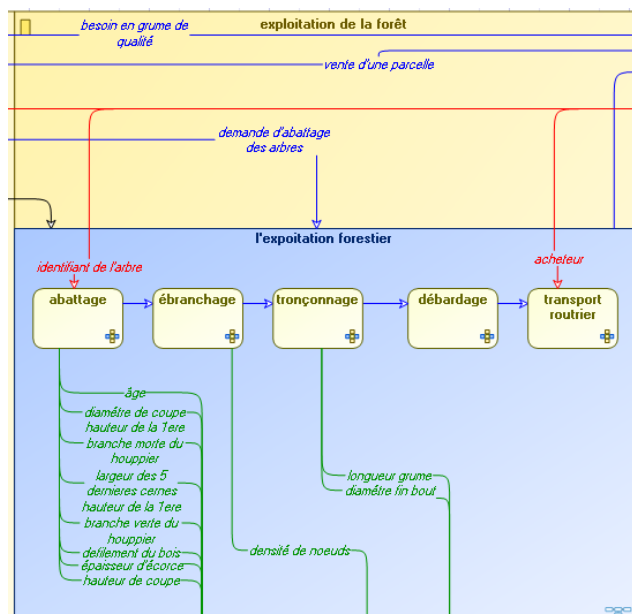 exploitation de la forêt
besoin en grume de
qualité
vente d'une parcelle
demande d'abattage
des arbres
l'expoitation forestier
identifiant de l'arbre
acheteur
abattage
ébranchage
tronçonnage
débardage
transport
routrier
âge
diamétre de coupe
hauteur de la 1ere
branche morte du
houppier
largeur des 5
dernieres cernes
hauteur de la 1ere
branche verte du
houppier
defilement du bois
épaisseur d'écorce
hauteur de coupe
longueur grume
diamétre fin bout
densité de noeuds